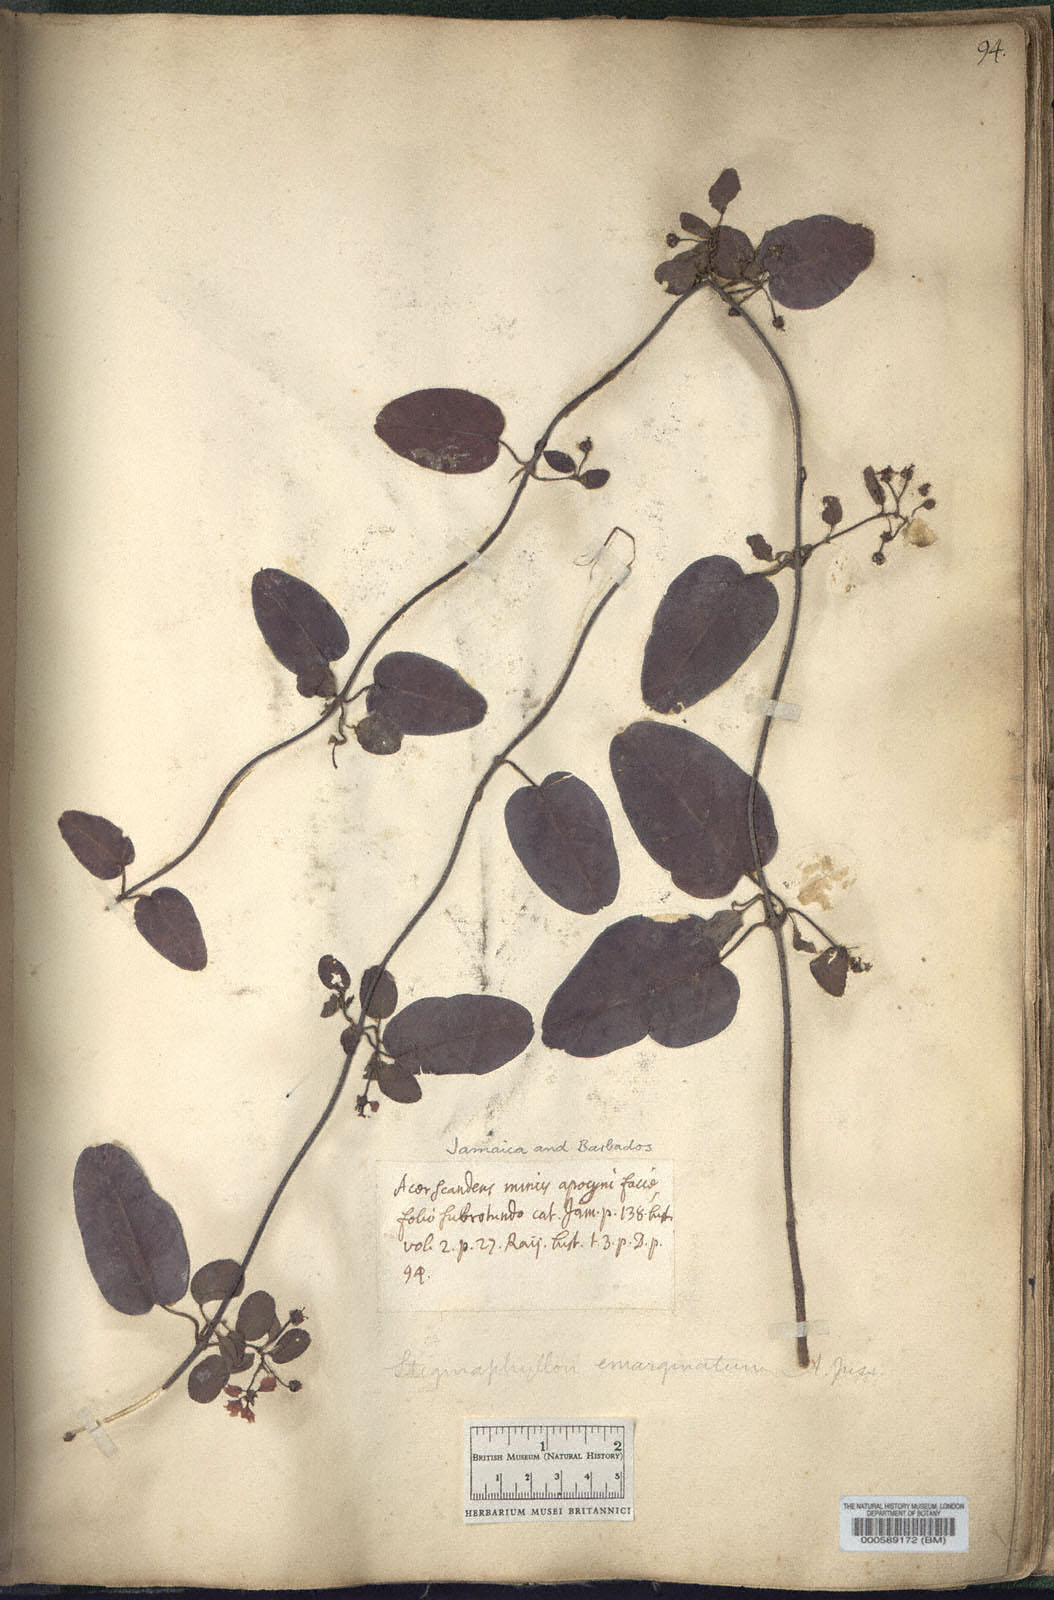 94.
Jamaica and Barbados
Acer scandens minus apocyni facie
folio subrotundo cat. Jam. p. 138. hist.
vol. 2. p. 27. Raij. hist. t. 3. p. D. p.
94.
Stigmaphyllon emarginatum A. Juss.
1 2
British Museum (Natural History)
1 2 3 4 5
HERBARIUM MUSEI BRITANNICI
THE NATURAL HISTORY MUSEUM, LONDON
DEPARTMENT OF BOTANY
000589172 (BM)